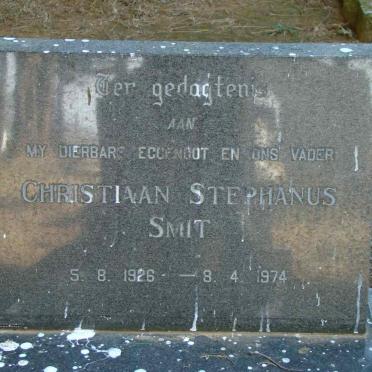 Ter gedagtenis
AAN
MY DIERBARE EGGENOOT EN ONS VADER
CHRISTIAAN STEPHANUS
SMIT
5. 8. 1926 — 8. 4. 1974